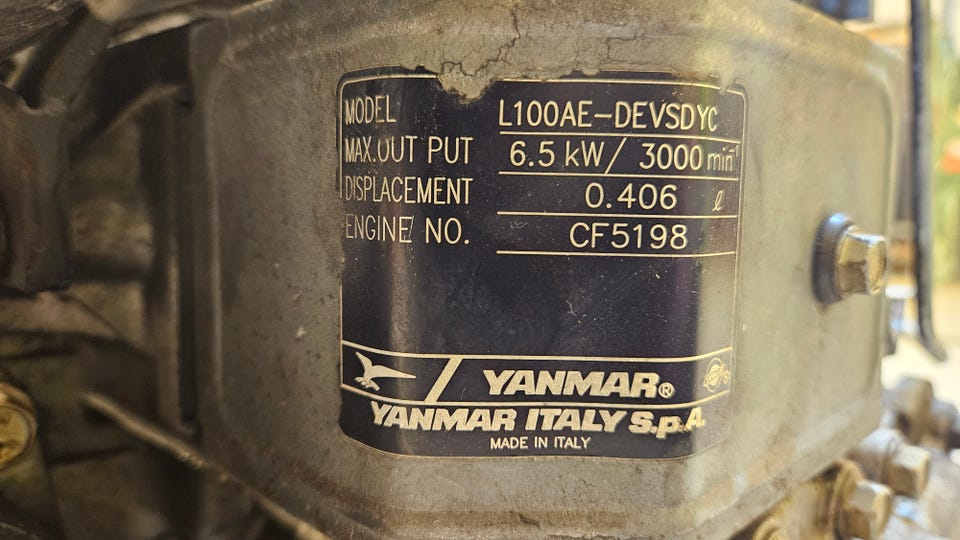 MODEL L100AE-DEVSDYC
MAX.OUT PUT 6.5 kW/ 3000 min⁻¹
DISPLACEMENT 0.406 ℓ
ENGINE NO. CF5198
YANMAR®
YANMAR ITALY S.p.A.
MADE IN ITALY